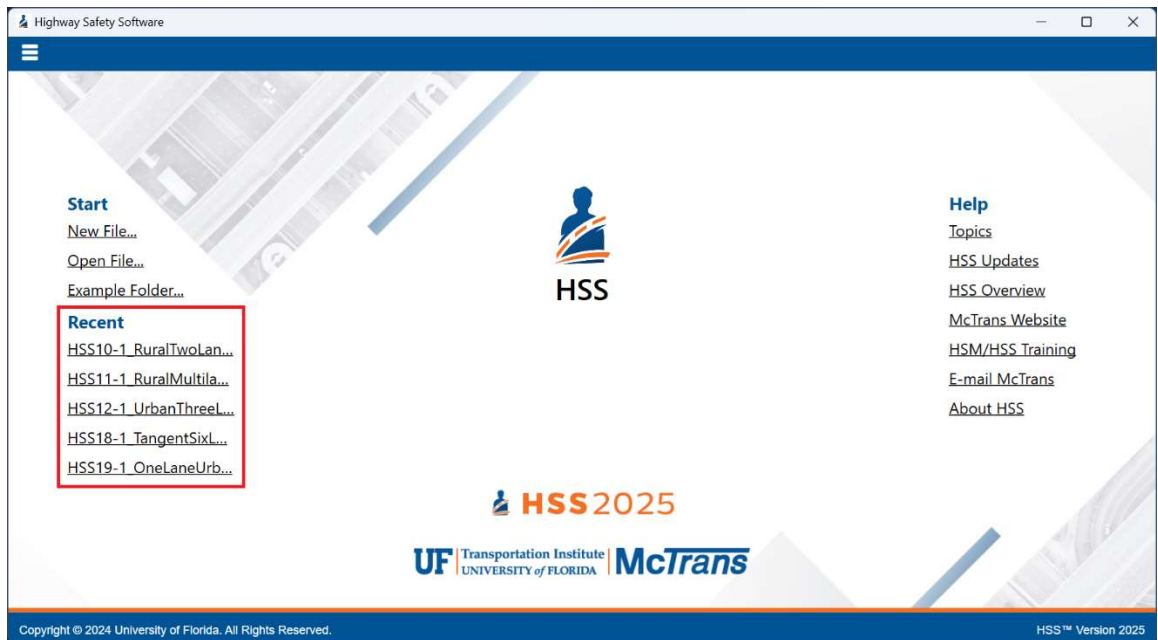 Highway Safety Software
Start
New File...
Open File...
Example Folder...
Recent
HSS10-1_RuralTwoLan...
HSS11-1_RuralMultila...
HSS12-1_UrbanThreeL...
HSS18-1_TangentSixL...
HSS19-1_OneLaneUrb...
HSS
Help
Topics
HSS Updates
HSS Overview
McTrans Website
HSM/HSS Training
E-mail McTrans
About HSS
HSS2025
UF Transportation Institute McTrans
UNIVERSITY of FLORIDA
Copyright © 2024 University of Florida. All Rights Reserved.
HSS™ Version 2025